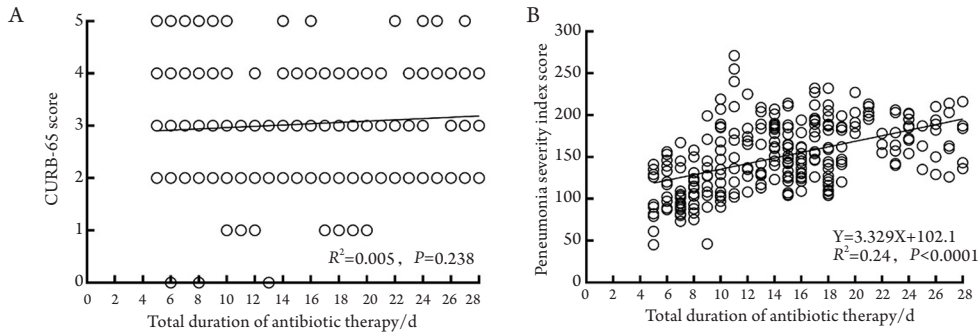 A
CURB-65 score
5
4
3
2
1
0
R²=0.005, P=0.238
0 2 4 6 8 10 12 14 16 18 20 22 24 26 28
Total duration of antibiotic therapy/d
B
Peneumonia severity index score
300
250
200
150
100
50
0
Y=3.329X+102.1
R²=0.24, P<0.0001
0 2 4 6 8 10 12 14 16 18 20 22 24 26 28
Total duration of antibiotic therapy/d